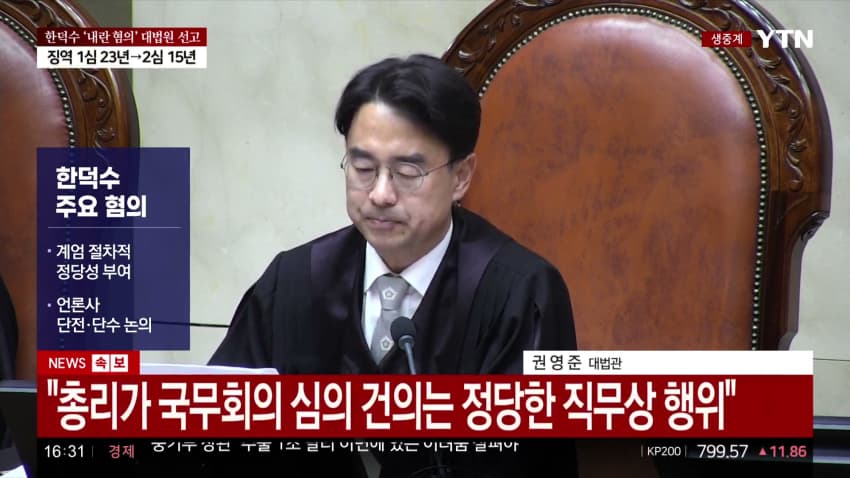 한덕수 '내란 혐의' 대법원 선고
징역 1심 23년→2심 15년
생중계 YTN
한덕수
주요 혐의
· 계엄 절차적
정당성 부여
· 언론사
단전·단수 논의
NEWS 속보
권영준 대법관
"총리가 국무회의 심의 건의는 정당한 직무상 행위"
16:31 경제
KP200 799.57 ▲11.86